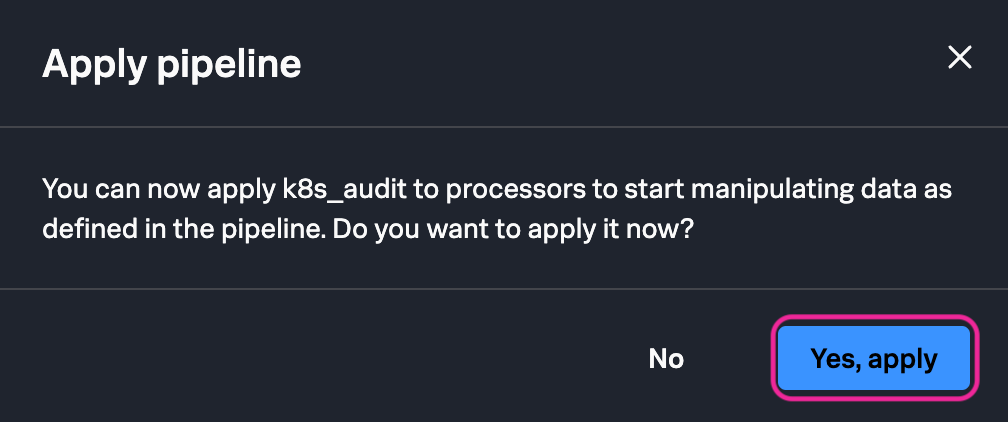 Apply pipeline
You can now apply k8s_audit to processors to start manipulating data as
defined in the pipeline. Do you want to apply it now?
No
Yes, apply